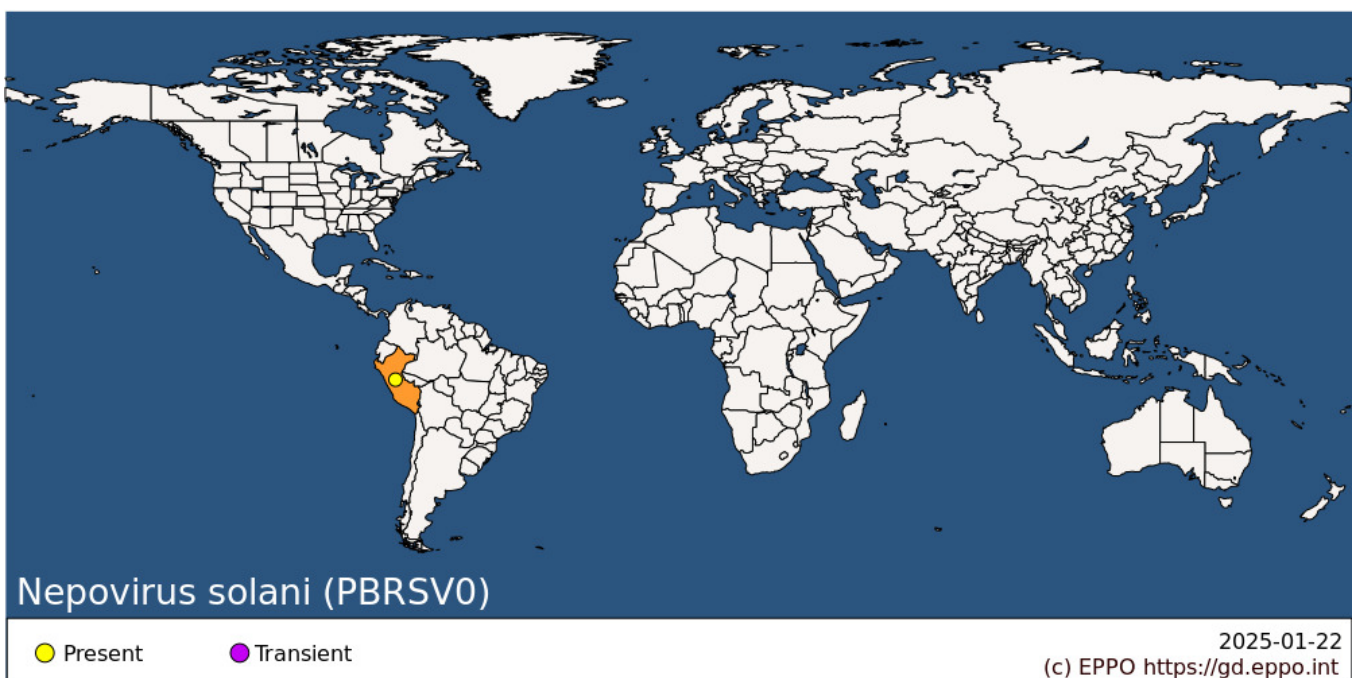 Nepovirus solani (PBRSV0)
Present
Transient
2025-01-22
(c) EPPO https://gd.eppo.int